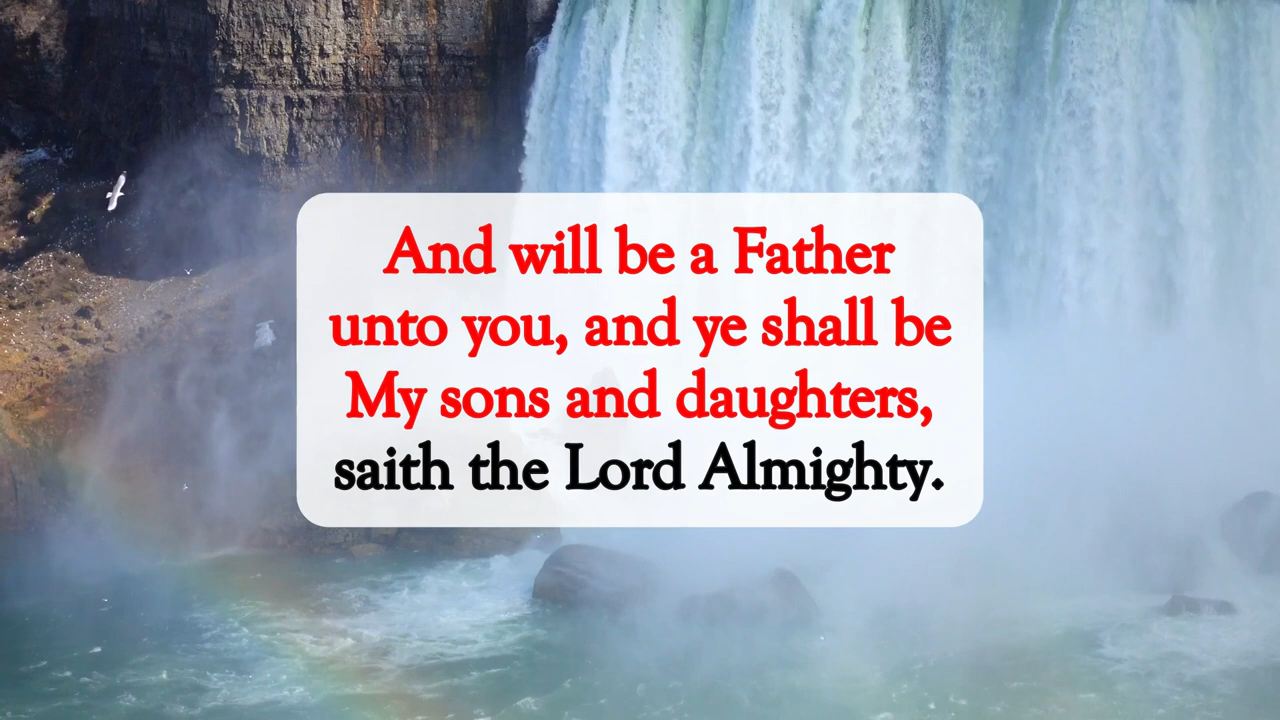 And will be a Father
unto you, and ye shall be
My sons and daughters,
saith the Lord Almighty.